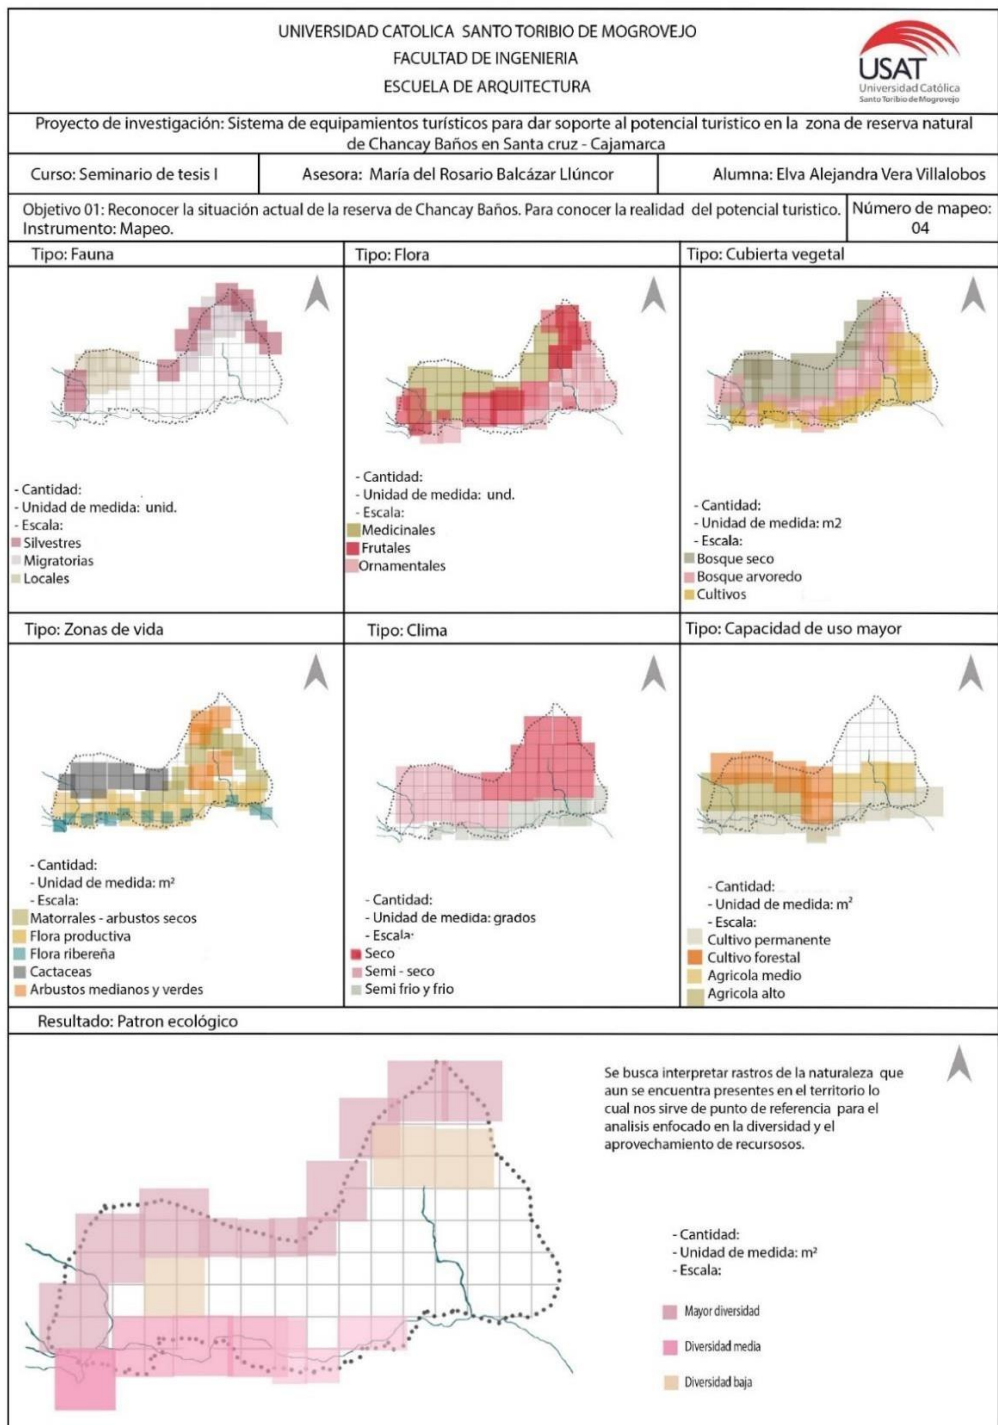 UNIVERSIDAD CATOLICA SANTO TORIBIO DE MOGROVEJO
FACULTAD DE INGENIERIA
ESCUELA DE ARQUITECTURA
USAT
Universidad Católica
Santo Toribio de Mogrovejo
Proyecto de investigación: Sistema de equipamientos turísticos para dar soporte al potencial turistico en la zona de reserva natural
de Chancay Baños en Santa cruz - Cajamarca
Curso: Seminario de tesis I
Asesora: María del Rosario Balcázar Llúncor
Alumna: Elva Alejandra Vera Villalobos
Objetivo 01: Reconocer la situación actual de la reserva de Chancay Baños. Para conocer la realidad del potencial turistico.
Instrumento: Mapeo.
Número de mapeo:
04
Tipo: Fauna
- Cantidad:
- Unidad de medida: unid.
- Escala:
Silvestres
Migratorias
Locales
Tipo: Flora
- Cantidad:
- Unidad de medida: und.
- Escala:
Medicinales
Frutales
Ornamentales
Tipo: Cubierta vegetal
- Cantidad:
- Unidad de medida: m2
- Escala:
Bosque seco
Bosque arvoredo
Cultivos
Tipo: Zonas de vida
- Cantidad:
- Unidad de medida: m²
- Escala:
Matorrales - arbustos secos
Flora productiva
Flora ribereña
Cactaceas
Arbustos medianos y verdes
Tipo: Clima
- Cantidad:
- Unidad de medida: grados
- Escala:
Seco
Semi - seco
Semi frio y frio
Tipo: Capacidad de uso mayor
- Cantidad:
- Unidad de medida: m²
- Escala:
Cultivo permanente
Cultivo forestal
Agricola medio
Agricola alto
Resultado: Patron ecológico
Se busca interpretar rastros de la naturaleza que
aun se encuentra presentes en el territorio lo
cual nos sirve de punto de referencia para el
analisis enfocado en la diversidad y el
aprovechamiento de recursosos.
- Cantidad:
- Unidad de medida: m²
- Escala:
Mayor diversidad
Diversidad media
Diversidad baja